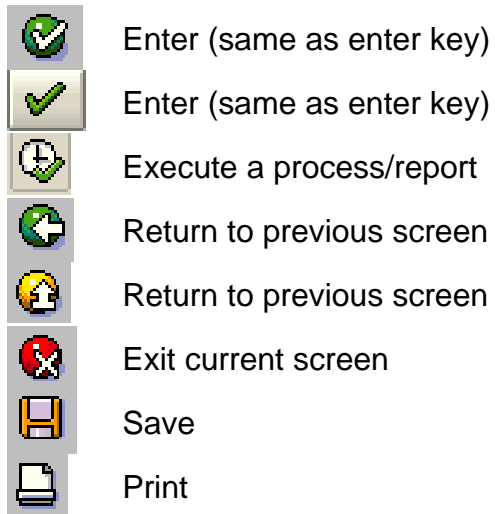 Enter (same as enter key)
Enter (same as enter key)
Execute a process/report
Return to previous screen
Return to previous screen
Exit current screen
Save
Print